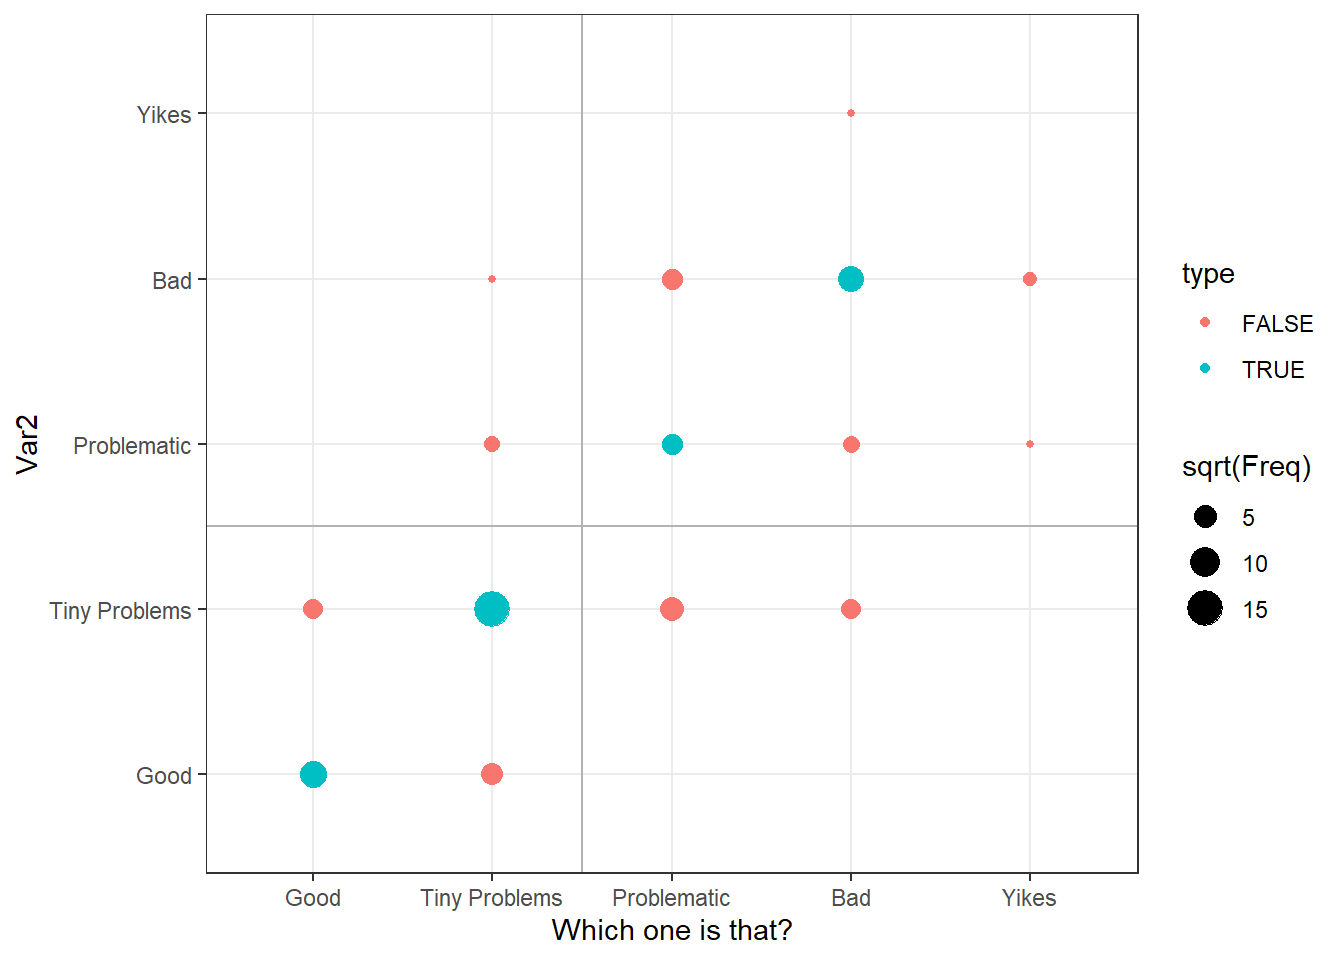 Yikes
Bad
Problematic
Tiny Problems
Good
Var2
Good Tiny Problems Problematic Bad Yikes
Which one is that?
type
FALSE
TRUE
sqrt(Freq)
5
10
15